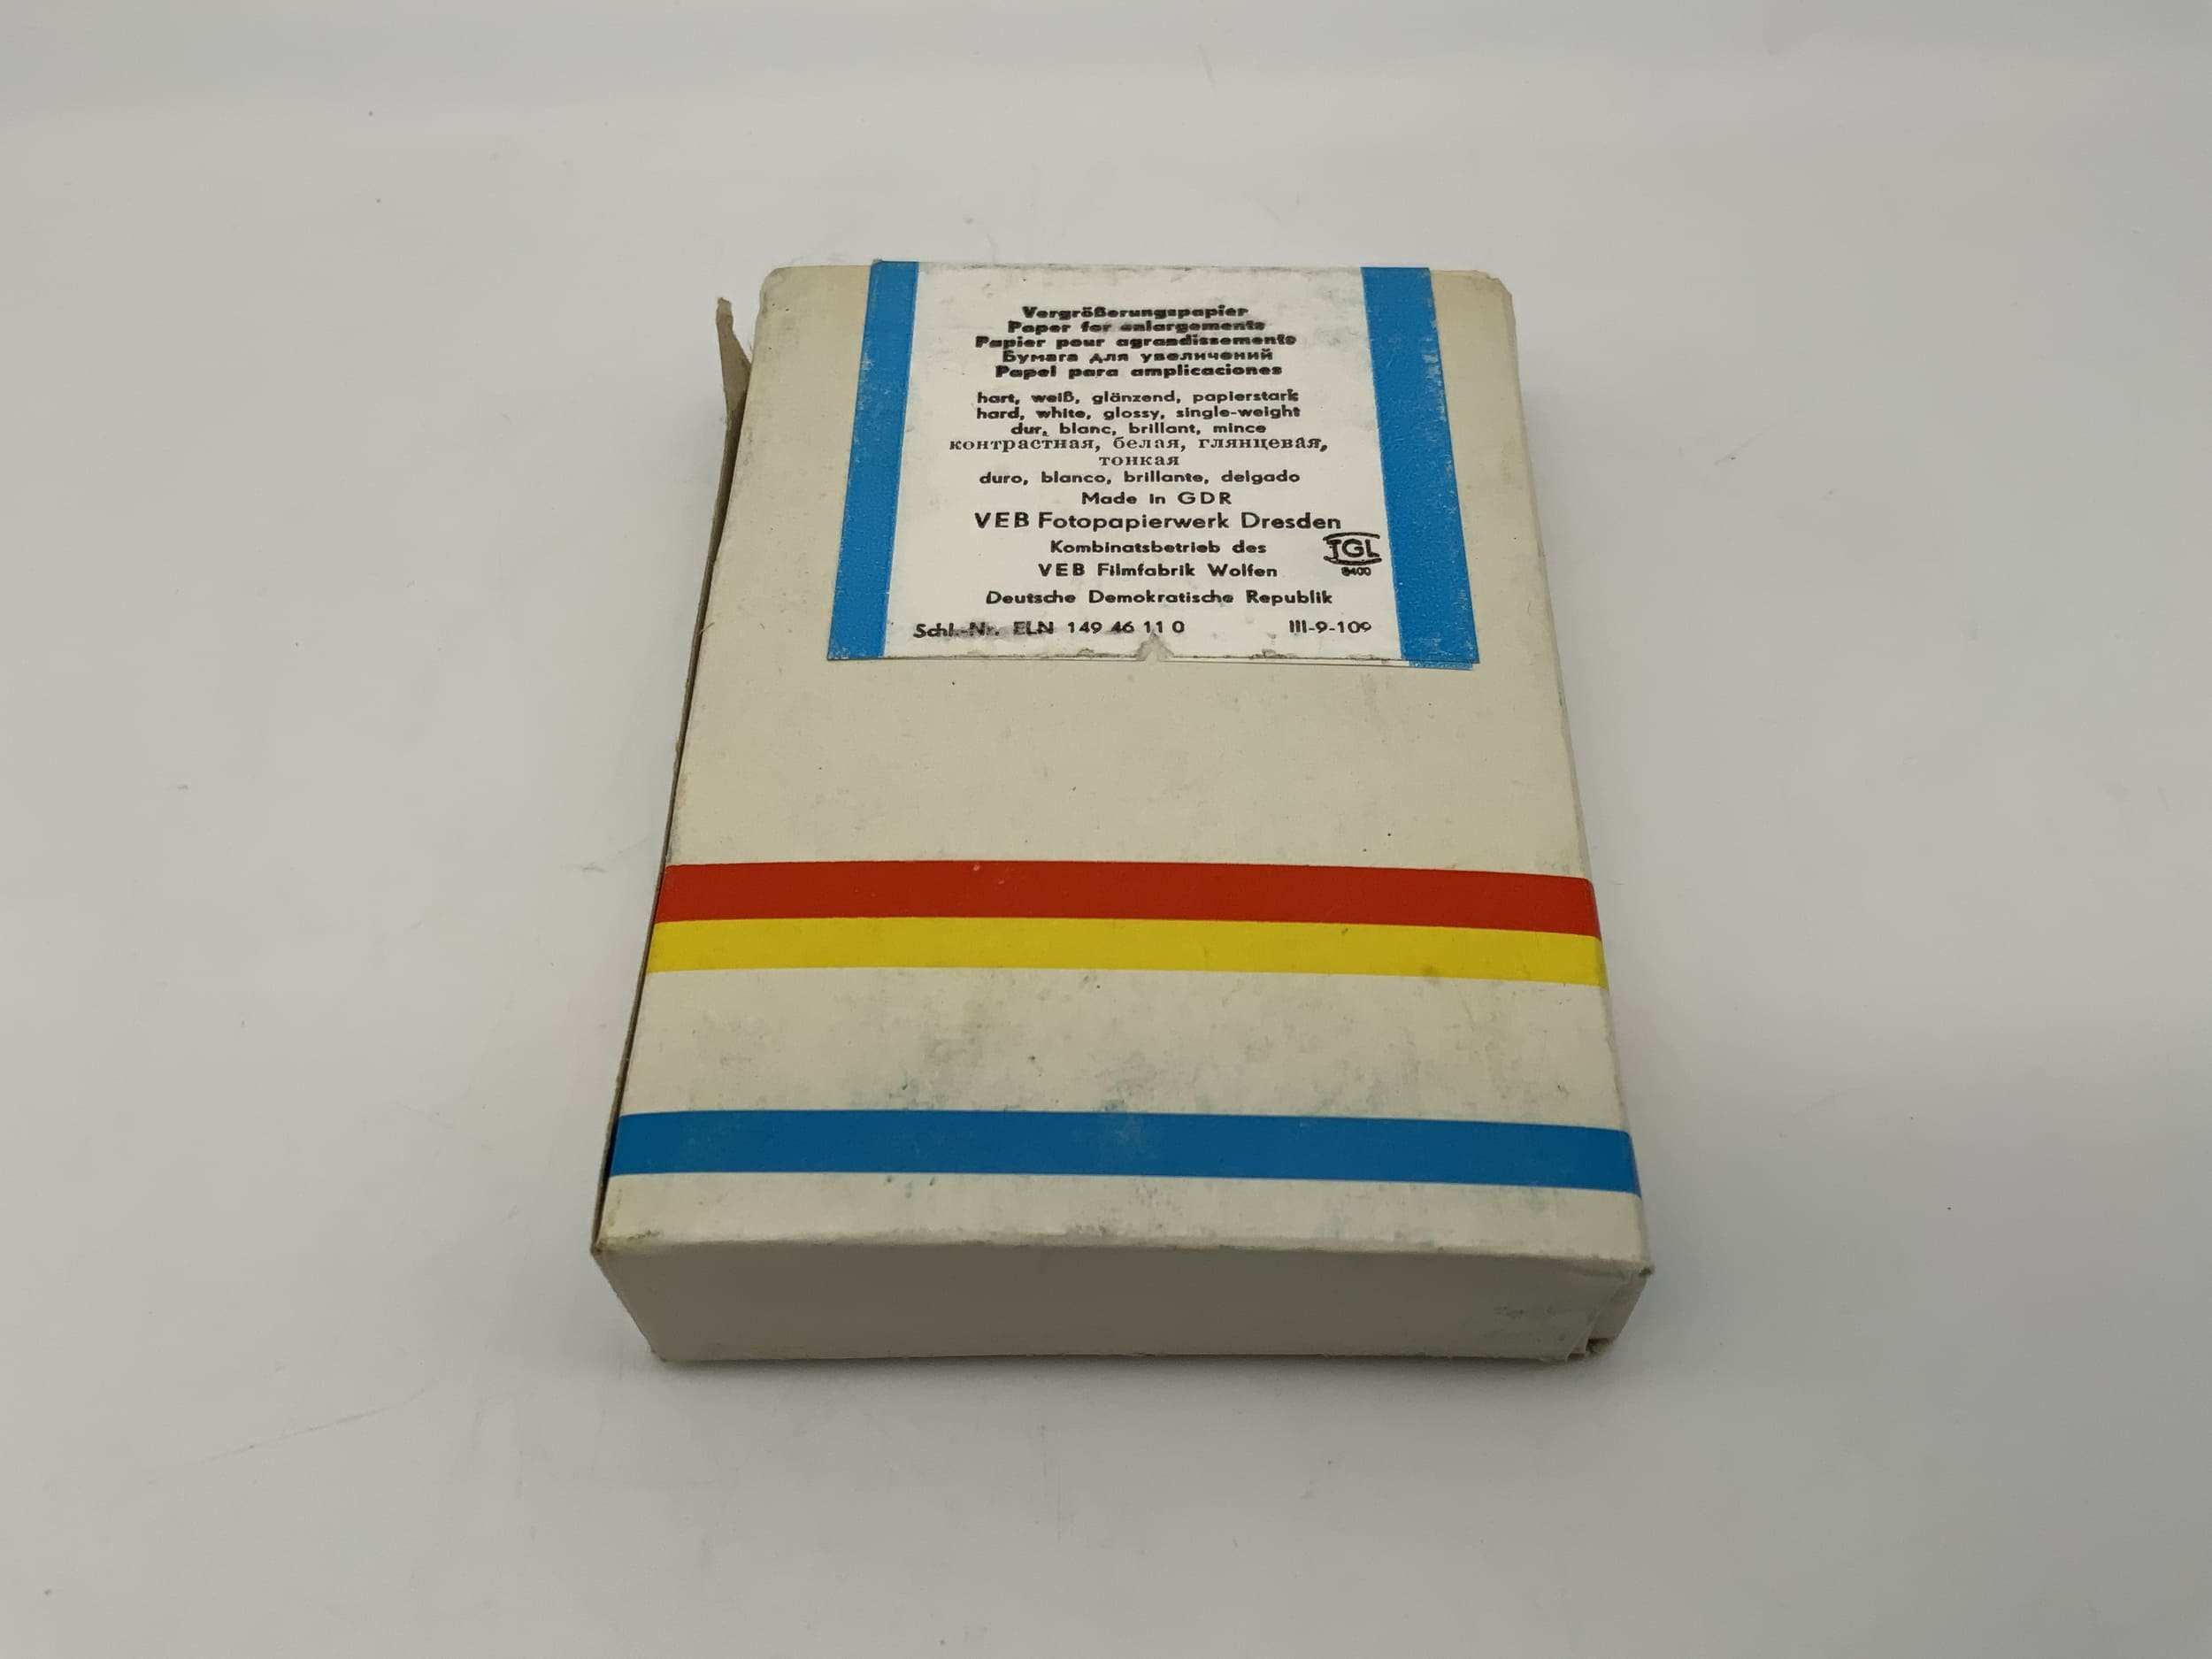 Vergrößerungspapier
Paper for enlargements
Papier pour agrandissements
Бумага для увеличений
Papel para amplicaciones
hart, weiß, glänzend, papierstark
hard, white, glossy, single-weight
dur, blanc, brillant, mince
контрастная, белая, глянцевая,
тонкая
duro, blanco, brillante, delgado
Made in GDR
VEB Fotopapierwerk Dresden
Kombinatsbetrieb des
VEB Filmfabrik Wolfen
TGL
8400
Deutsche Demokratische Republik
Schl.-Nr. ELN 149 46 11 0 III-9-109